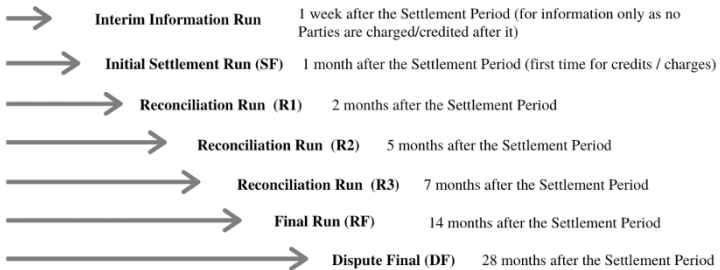 Interim Information Run 1 week after the Settlement Period (for information only as no
Parties are charged/credited after it)
Initial Settlement Run (SF) 1 month after the Settlement Period (first time for credits / charges)
Reconciliation Run (R1) 2 months after the Settlement Period
Reconciliation Run (R2) 5 months after the Settlement Period
Reconciliation Run (R3) 7 months after the Settlement Period
Final Run (RF) 14 months after the Settlement Period
Dispute Final (DF) 28 months after the Settlement Period